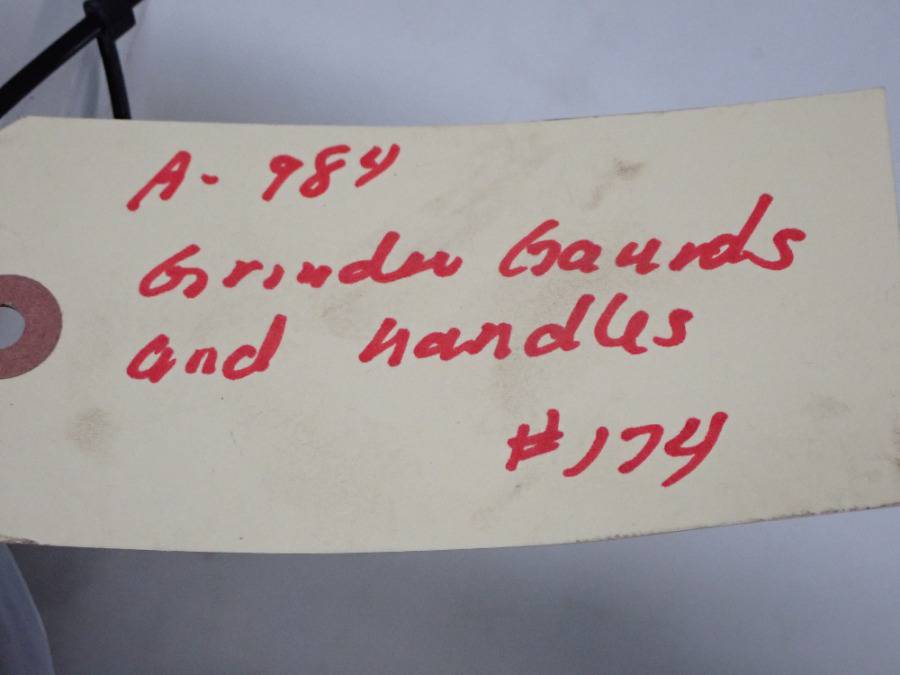 A- 984
Grinder Gaurds
and handles
#174